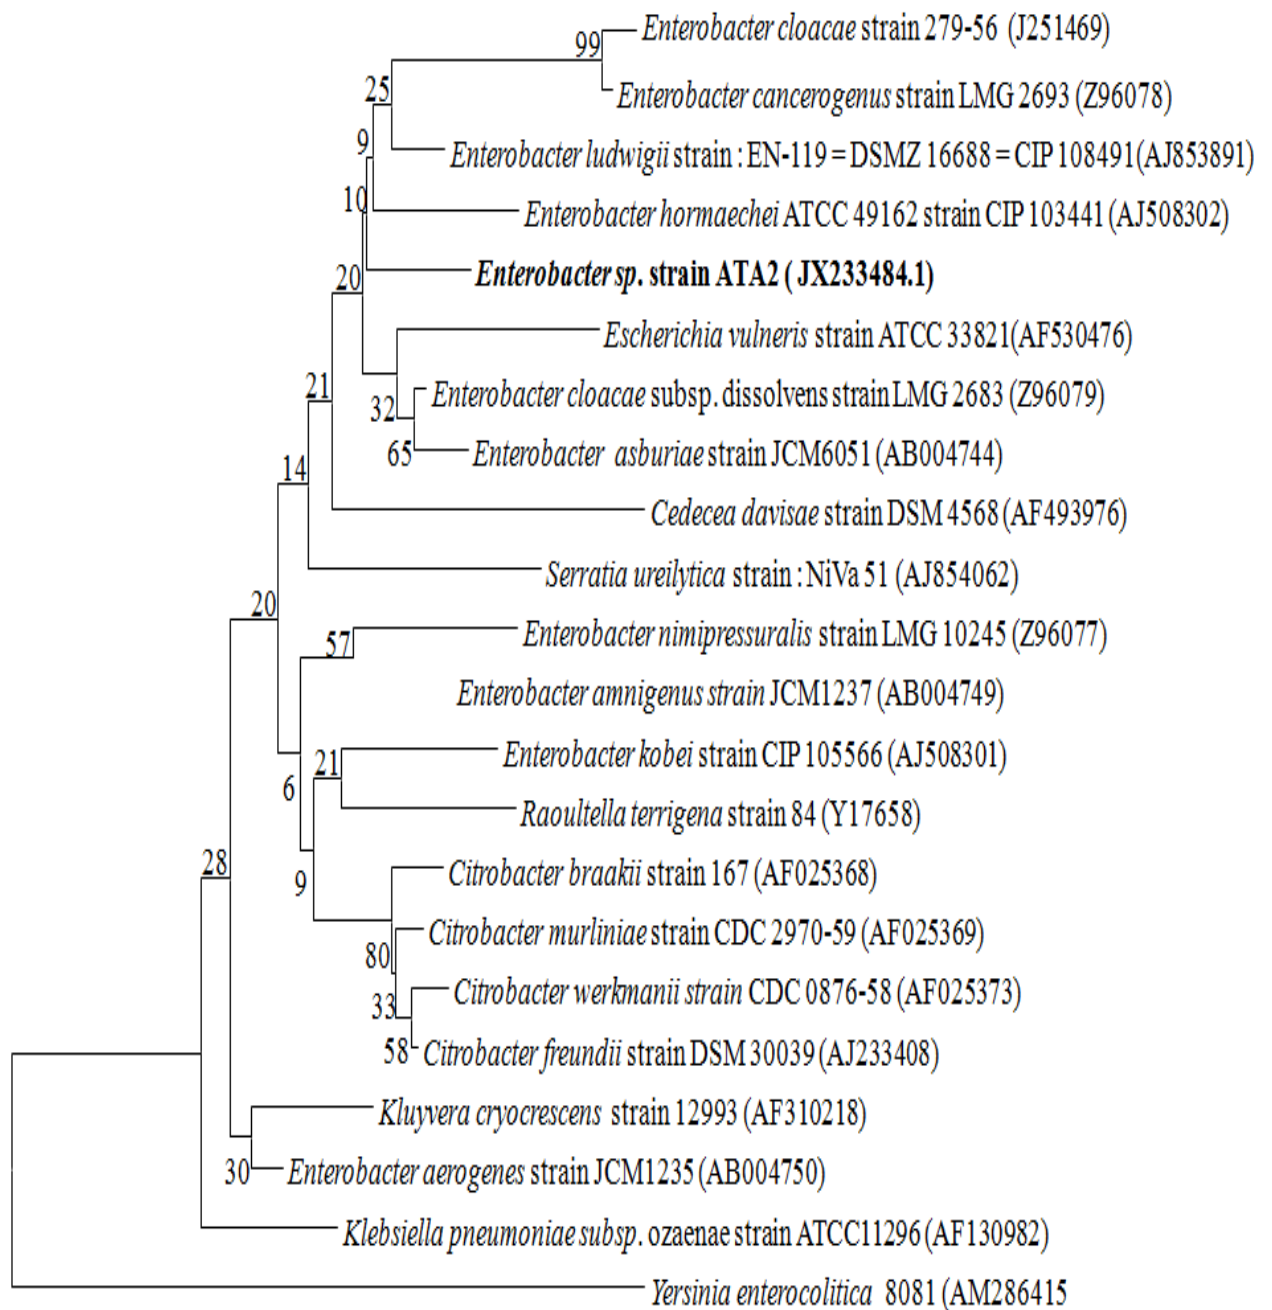 Enterobacter cloacae strain 279-56 (J251469)
99
25
Enterobacter cancerogenus strain LMG 2693 (Z96078)
9
Enterobacter ludwigii strain : EN-119 = DSMZ 16688 = CIP 108491(AJ853891)
10
Enterobacter hormaechei ATCC 49162 strain CIP 103441 (AJ508302)
20
Enterobacter sp. strain ATA2 ( JX233484.1)
Escherichia vulneris strain ATCC 33821(AF530476)
21
Enterobacter cloacae subsp. dissolvens strain LMG 2683 (Z96079)
32
65
Enterobacter asburiae strain JCM6051 (AB004744)
14
Cedecea davisae strain DSM 4568 (AF493976)
Serratia ureilytica strain : NiVa 51 (AJ854062)
20
57
Enterobacter nimipressuralis strain LMG 10245 (Z96077)
Enterobacter amnigenus strain JCM1237 (AB004749)
21
Enterobacter kobei strain CIP 105566 (AJ508301)
6
Raoultella terrigena strain 84 (Y17658)
28
9
Citrobacter braakii strain 167 (AF025368)
Citrobacter murliniae strain CDC 2970-59 (AF025369)
80
Citrobacter werkmanii strain CDC 0876-58 (AF025373)
33
58
Citrobacter freundii strain DSM 30039 (AJ233408)
Kluyvera cryocrescens strain 12993 (AF310218)
30
Enterobacter aerogenes strain JCM1235 (AB004750)
Klebsiella pneumoniae subsp. ozaenae strain ATCC11296 (AF130982)
Yersinia enterocolitica 8081 (AM286415